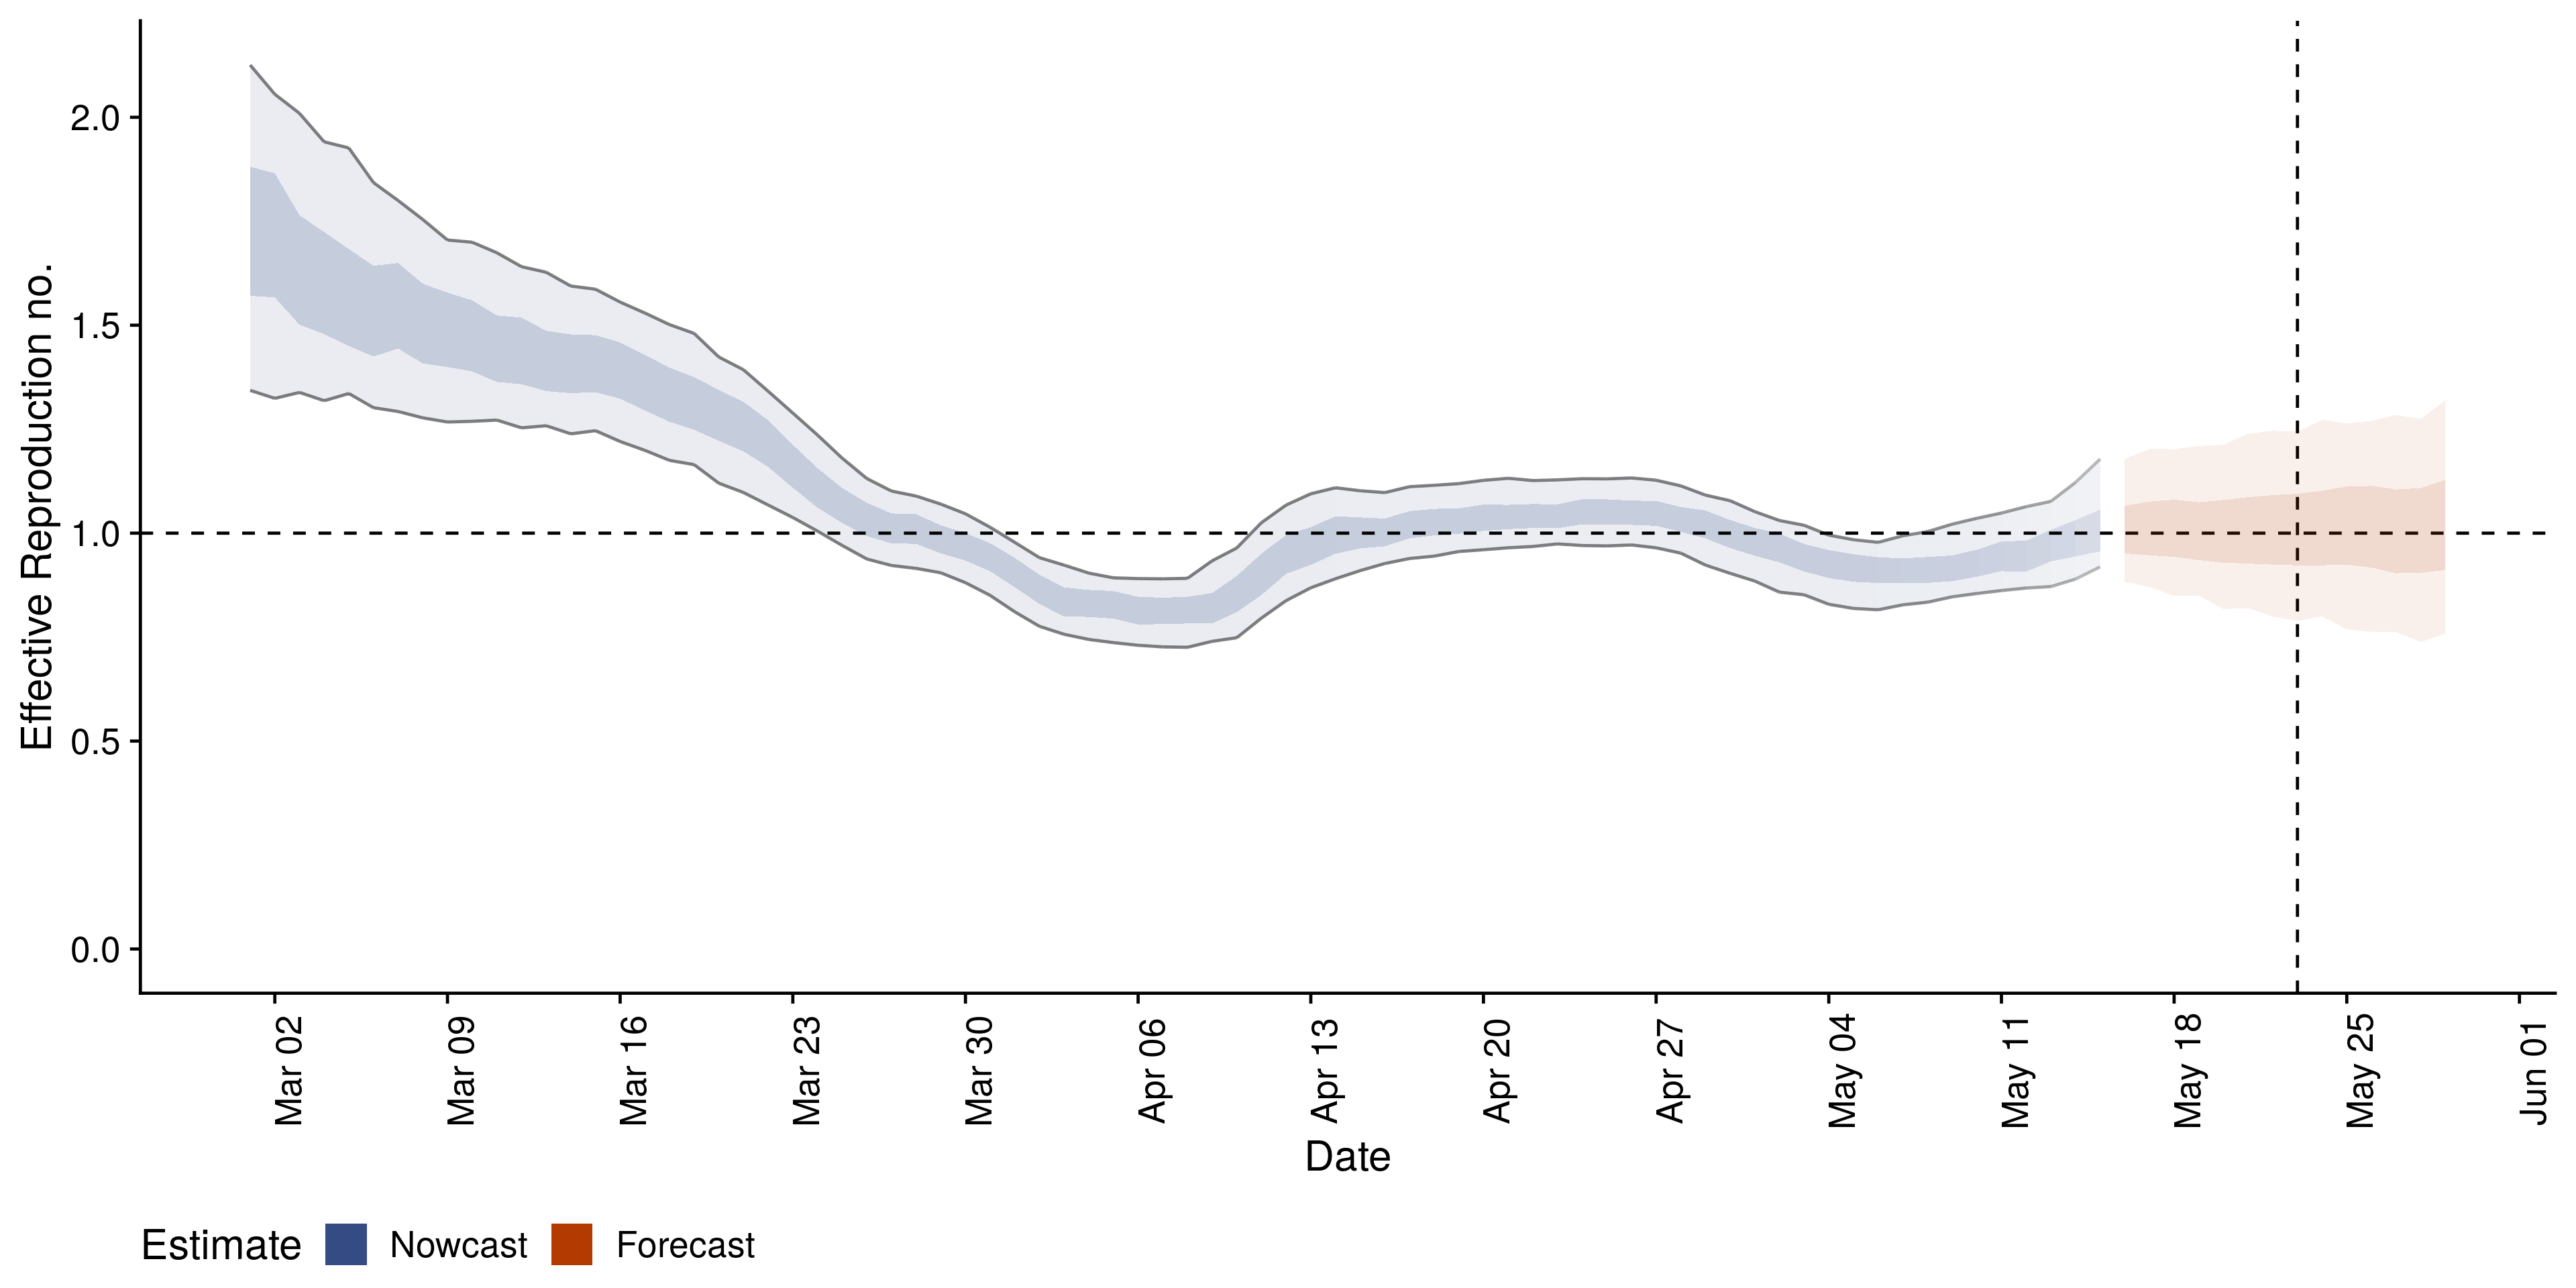 Effective Reproduction no.
2.0
1.5
1.0
0.5
0.0
Mar 02
Mar 09
Mar 16
Mar 23
Mar 30
Apr 06
Apr 13
Apr 20
Apr 27
May 04
May 11
May 18
May 25
Jun 01
Date
Estimate Nowcast Forecast